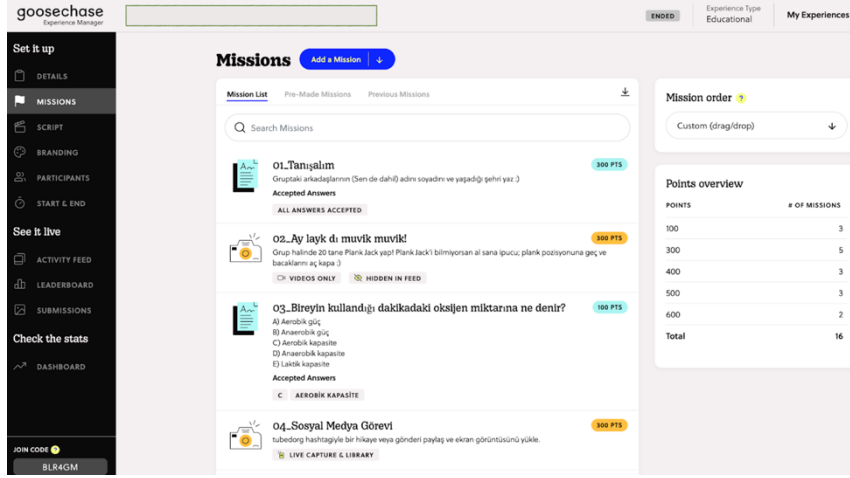 goosechase
Experience Manager
ENDED
Experience Type
Educational
My Experiences
Set it up
DETAILS
MISSIONS
SCRIPT
BRANDING
PARTICIPANTS
START & END
See it live
ACTIVITY FEED
LEADERBOARD
SUBMISSIONS
Check the stats
DASHBOARD
JOIN CODE ?
BLR4GM
Missions
Add a Mission
Mission List
Pre-Made Missions
Previous Missions
Search Missions
01_Tanışalım
300 PTS
Gruptaki arkadaşlarının (Sen de dahil) adını soyadını ve yaşadığı şehri yaz :)
Accepted Answers
ALL ANSWERS ACCEPTED
02_Ay layk dı muvik muvik!
300 PTS
Grup halinde 20 tane Plank Jack yap! Plank Jack'i bilmiyorsan al sana ipucu; plank pozisyonuna geç ve
bacaklarını aç kapa :)
VIDEOS ONLY
HIDDEN IN FEED
03_Bireyin kullandığı dakikadaki oksijen miktarına ne denir?
100 PTS
A) Aerobik güç
B) Anaerobik güç
C) Aerobik kapasite
D) Anaerobik kapasite
E) Laktik kapasite
Accepted Answers
C
AEROBİK KAPASİTE
04_Sosyal Medya Görevi
300 PTS
tubedorg hashtagiyle bir hikaye veya gönderi paylaş ve ekran görüntüsünü yükle.
LIVE CAPTURE & LIBRARY
Mission order ?
Custom (drag/drop)
Points overview
POINTS # OF MISSIONS
100 3
300 5
400 3
500 3
600 2
Total 16